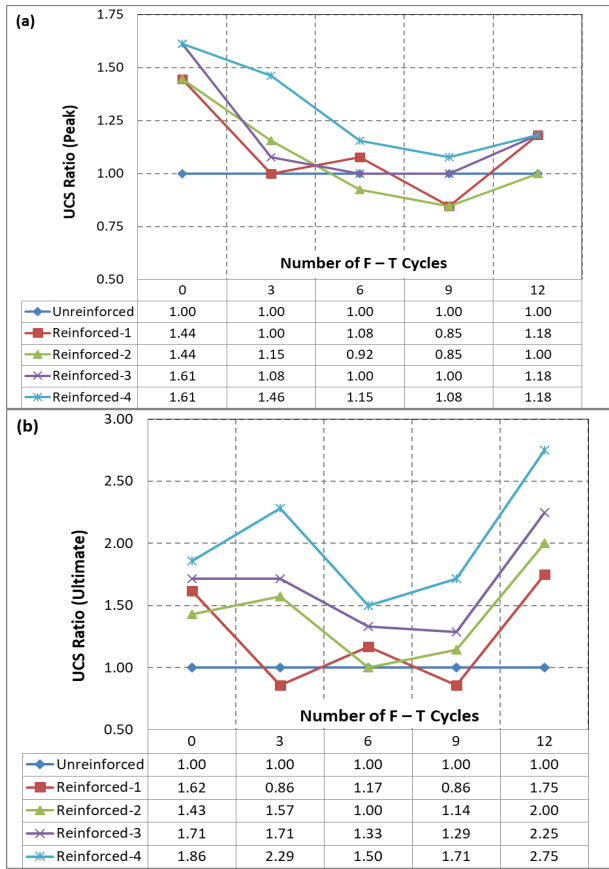 (a)
1.75
1.50
1.25
1.00
0.75
0.50
UCS Ratio (Peak)
Number of F – T Cycles
0 3 6 9 12
Unreinforced 1.00 1.00 1.00 1.00 1.00
Reinforced-1 1.44 1.00 1.08 0.85 1.18
Reinforced-2 1.44 1.15 0.92 0.85 1.00
Reinforced-3 1.61 1.08 1.00 1.00 1.18
Reinforced-4 1.61 1.46 1.15 1.08 1.18
(b)
3.00
2.50
2.00
1.50
1.00
0.50
UCS Ratio (Ultimate)
Number of F – T Cycles
0 3 6 9 12
Unreinforced 1.00 1.00 1.00 1.00 1.00
Reinforced-1 1.62 0.86 1.17 0.86 1.75
Reinforced-2 1.43 1.57 1.00 1.14 2.00
Reinforced-3 1.71 1.71 1.33 1.29 2.25
Reinforced-4 1.86 2.29 1.50 1.71 2.75